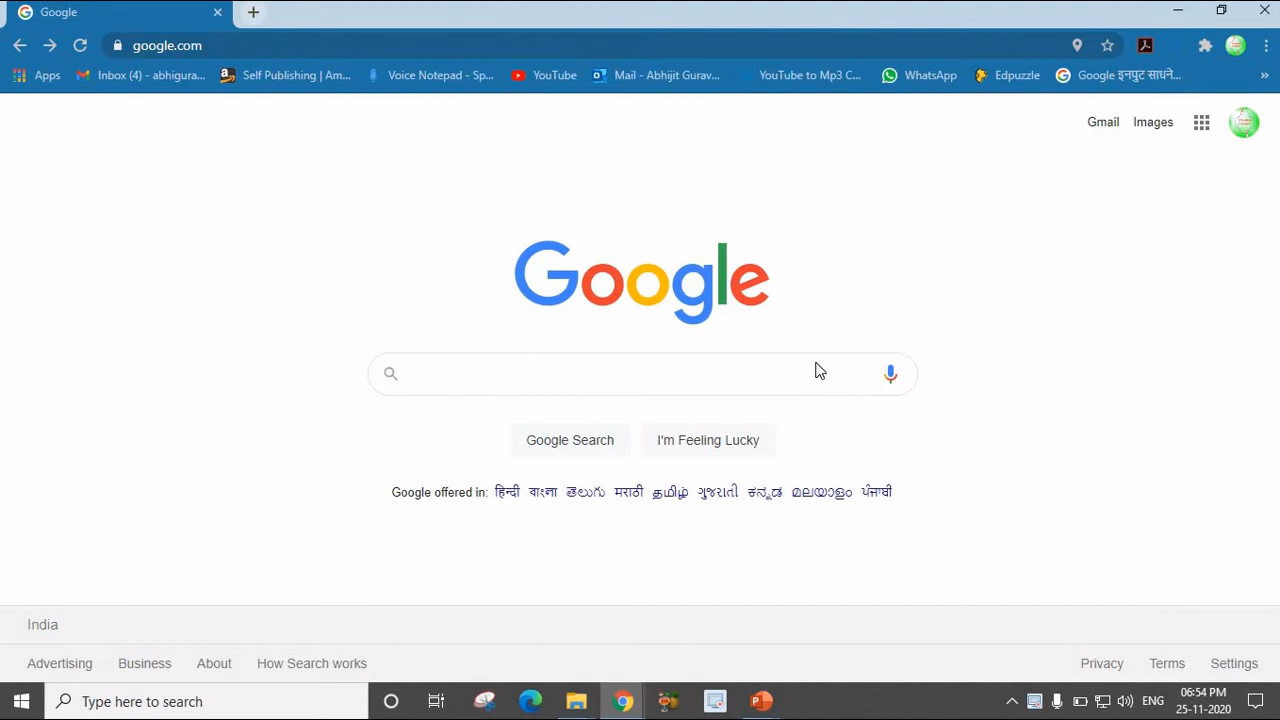 Google
google.com
Apps Inbox (4) - abhigura... Self Publishing | Am... Voice Notepad - Sp... YouTube Mail - Abhijit Gurav... YouTube to Mp3 C... WhatsApp Edpuzzle Google इनपुट साधने... »
Gmail Images
Google
Google Search I'm Feeling Lucky
Google offered in: हिन्दी বাংলা తెలుగు मराठी தமிழ் ગુજરાતી ಕನ್ನಡ മലയാളം ਪੰਜਾਬੀ
India
Advertising Business About How Search works Privacy Terms Settings
Type here to search ENG 06:54 PM
25-11-2020